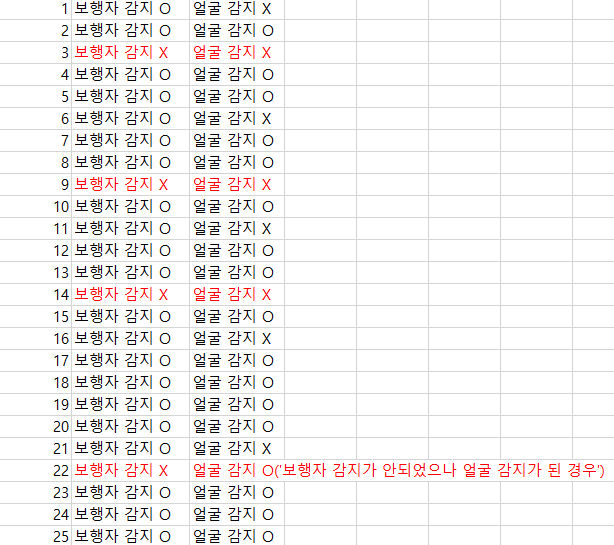 1 보행자 감지 O 얼굴 감지 X
2 보행자 감지 O 얼굴 감지 O
3 보행자 감지 X 얼굴 감지 X
4 보행자 감지 O 얼굴 감지 O
5 보행자 감지 O 얼굴 감지 O
6 보행자 감지 O 얼굴 감지 X
7 보행자 감지 O 얼굴 감지 O
8 보행자 감지 O 얼굴 감지 O
9 보행자 감지 X 얼굴 감지 X
10 보행자 감지 O 얼굴 감지 O
11 보행자 감지 O 얼굴 감지 X
12 보행자 감지 O 얼굴 감지 O
13 보행자 감지 O 얼굴 감지 O
14 보행자 감지 X 얼굴 감지 X
15 보행자 감지 O 얼굴 감지 O
16 보행자 감지 O 얼굴 감지 X
17 보행자 감지 O 얼굴 감지 O
18 보행자 감지 O 얼굴 감지 O
19 보행자 감지 O 얼굴 감지 O
20 보행자 감지 O 얼굴 감지 O
21 보행자 감지 O 얼굴 감지 X
22 보행자 감지 X 얼굴 감지 O('보행자 감지가 안되었으나 얼굴 감지가 된 경우')
23 보행자 감지 O 얼굴 감지 O
24 보행자 감지 O 얼굴 감지 O
25 보행자 감지 O 얼굴 감지 O